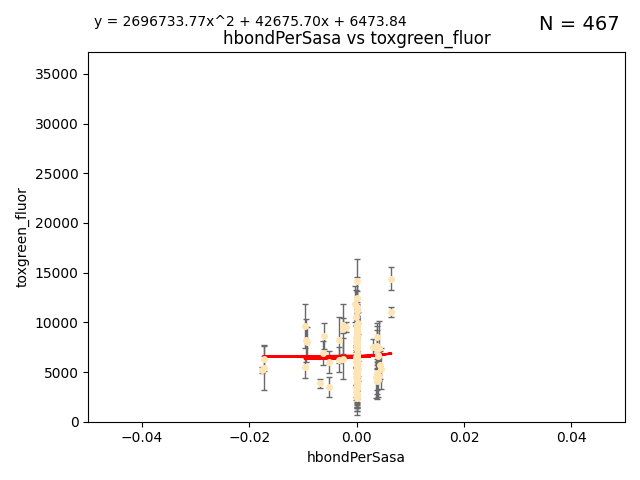 y = 2696733.77x^2 + 42675.70x + 6473.84
N = 467
hbondPerSasa vs toxgreen_fluor
toxgreen_fluor
35000
30000
25000
20000
15000
10000
5000
0
−0.04
−0.02
0.00
0.02
0.04
hbondPerSasa